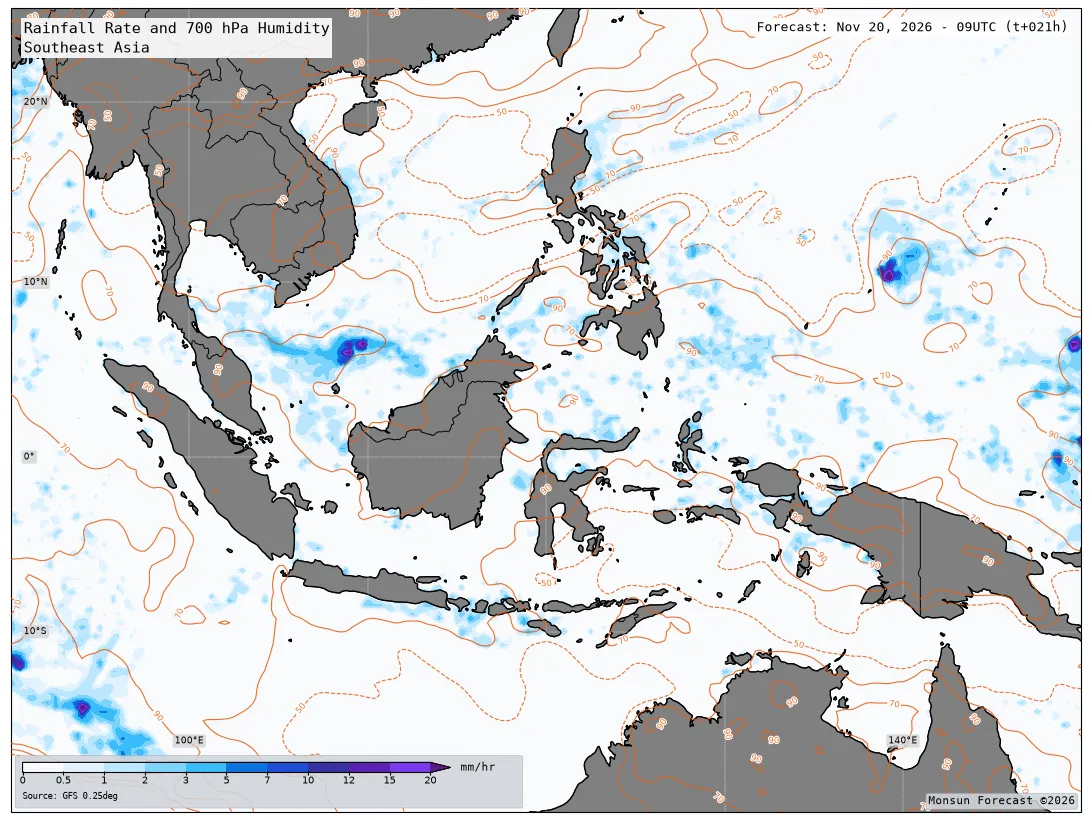 Rainfall Rate and 700 hPa Humidity
Southeast Asia
Forecast: Nov 20, 2026 - 09UTC (t+021h)
20°N
10°N
0°
10°S
100°E
140°E
0 0.5 1 2 3 5 7 10 12 15 20 mm/hr
Source: GFS 0.25deg
Monsun Forecast ©2026